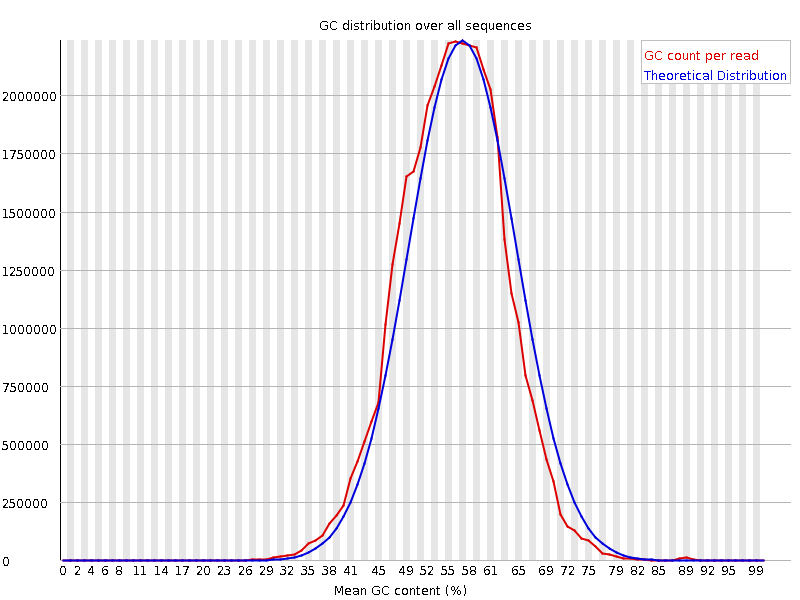 GC distribution over all sequences
GC count per read
Theoretical Distribution
2000000
1750000
1500000
1250000
1000000
750000
500000
250000
0
0 2 4 6 8 11 14 17 20 23 26 29 32 35 38 41 45 49 52 55 58 61 65 69 72 75 79 82 85 89 92 95 99
Mean GC content (%)